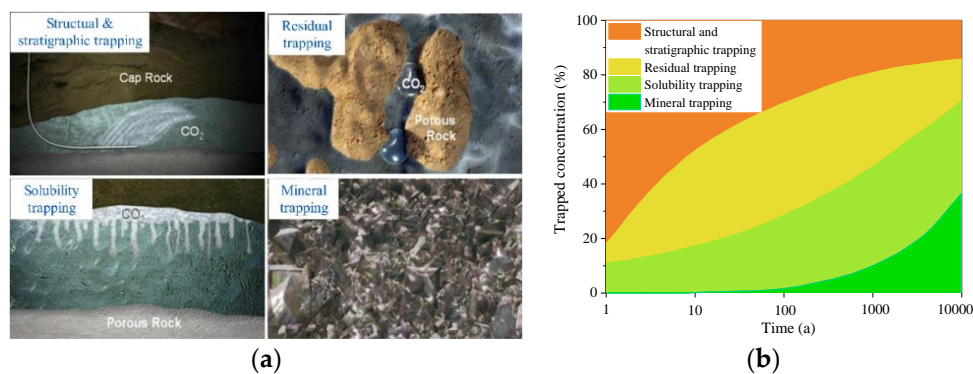 Structual &
stratigraphic trapping
Cap Rock
CO2
Residual
trapping
CO2
Porous
Rock
Solubility
trapping
CO2
Porous Rock
Mineral
trapping
(a)
Trapped concentration (%)
100
80
60
40
20
0
Structural and
stratigraphic trapping
Residual trapping
Solubility trapping
Mineral trapping
1
10
100
1000
10000
Time (a)
(b)